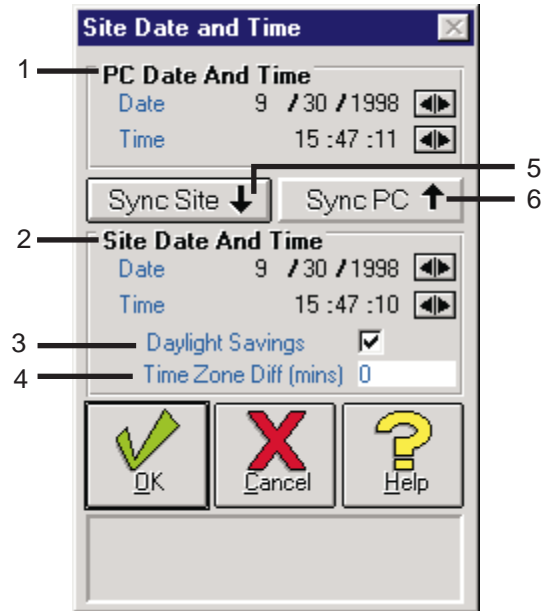 Site Date and Time
1 PC Date And Time
Date 9 / 30 / 1998
Time 15 : 47 : 11
5
Sync Site Sync PC 6
2 Site Date And Time
Date 9 / 30 / 1998
Time 15 : 47 : 10
3 Daylight Savings
4 Time Zone Diff (mins) 0
OK Cancel Help